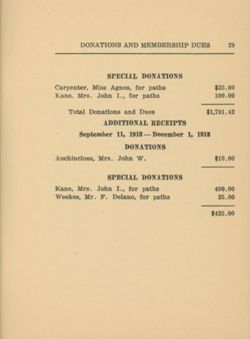 DONATIONS AND MEMBERSHIP DUES 29
SPECIAL DONATIONS
Carpenter, Miss Agnes, for paths $25.00
Kane, Mrs. John I., for paths 100.00
Total Donations and Dues $1,791.42
ADDITIONAL RECEIPTS
September 11, 1913—December 1, 1913
DONATIONS
Auchincloss, Mrs. John W. $10.00
SPECIAL DONATIONS
Kane, Mrs. John I., for paths 400.00
Weekes, Mr. F. Delano, for paths 25.00
$425.00